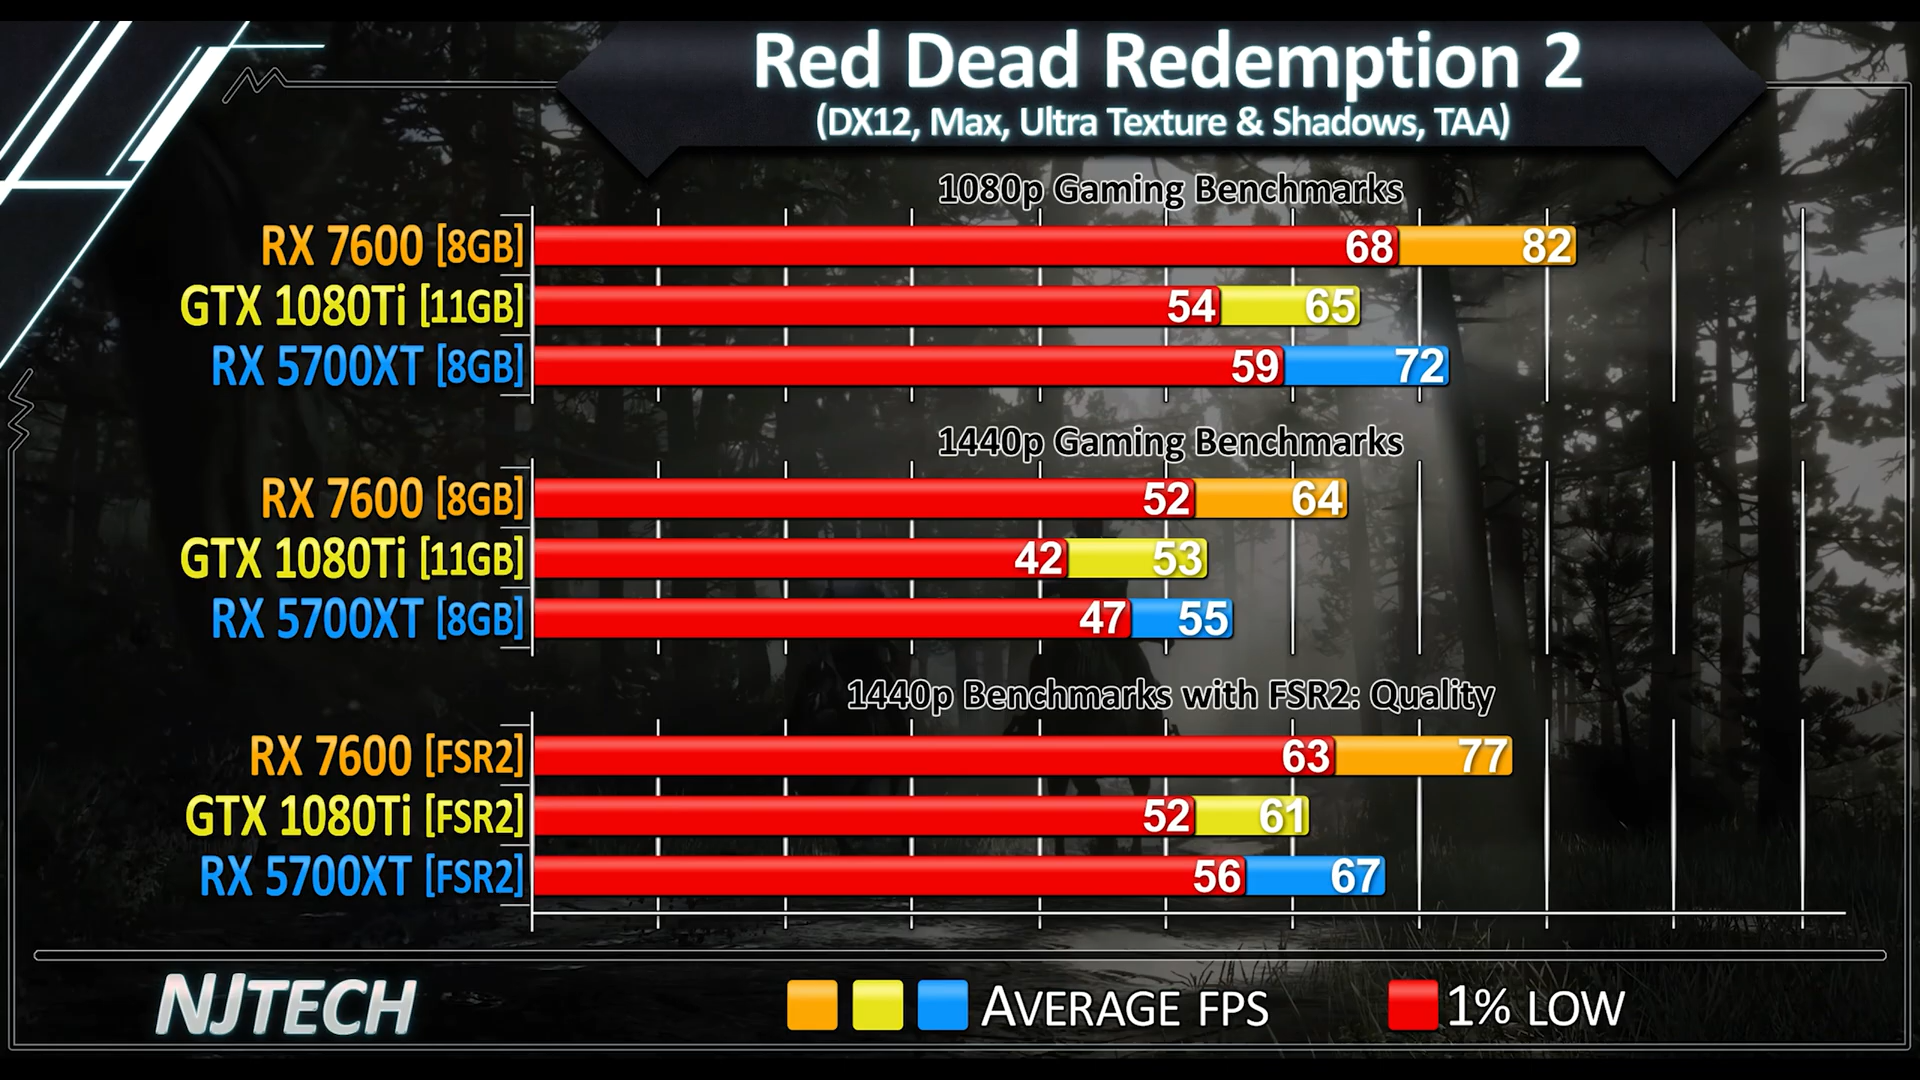 Red Dead Redemption 2
(DX12, Max, Ultra Texture & Shadows, TAA)
1080p Gaming Benchmarks
RX 7600 [8GB] 68 82
GTX 1080Ti [11GB] 54 65
RX 5700XT [8GB] 59 72
1440p Gaming Benchmarks
RX 7600 [8GB] 52 64
GTX 1080Ti [11GB] 42 53
RX 5700XT [8GB] 47 55
1440p Benchmarks with FSR2: Quality
RX 7600 [FSR2] 63 77
GTX 1080Ti [FSR2] 52 61
RX 5700XT [FSR2] 56 67
NJTECH AVERAGE FPS 1% LOW